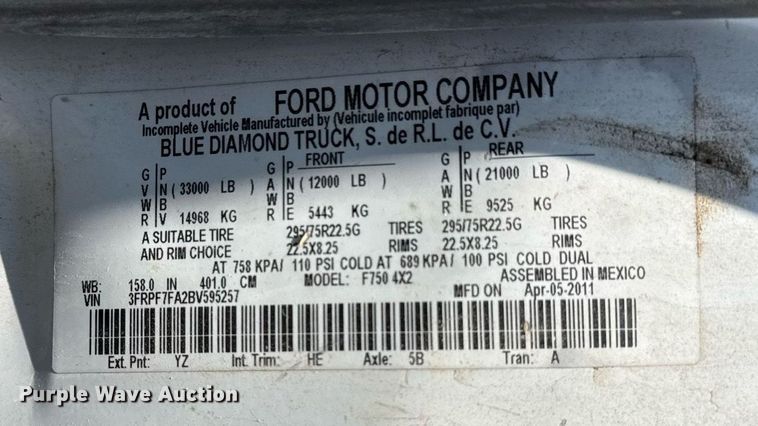 A product of FORD MOTOR COMPANY
Incomplete Vehicle Manufactured by (Vehicule incomplet fabrique par)
BLUE DIAMOND TRUCK, S. de R.L. de C.V.
G P G P FRONT G P REAR
V N ( 33000 LB ) A N ( 12000 LB ) A N ( 21000 LB )
W B W B W B
R V 14968 KG R E 5443 KG R E 9525 KG
A SUITABLE TIRE 295/75R22.5G TIRES 295/75R22.5G TIRES
AND RIM CHOICE 22.5X8.25 RIMS 22.5X8.25 RIMS
AT 758 KPA/ 110 PSI COLD AT 689 KPA/ 100 PSI COLD DUAL
WB: 158.0 IN 401.0 CM MODEL: F750 4X2 ASSEMBLED IN MEXICO
VIN 3FRPF7FA2BV595257 MFD ON Apr-05-2011
Ext. Pnt: YZ Int. Trim: HE Axle: 5B Tran: A
Purple Wave Auction